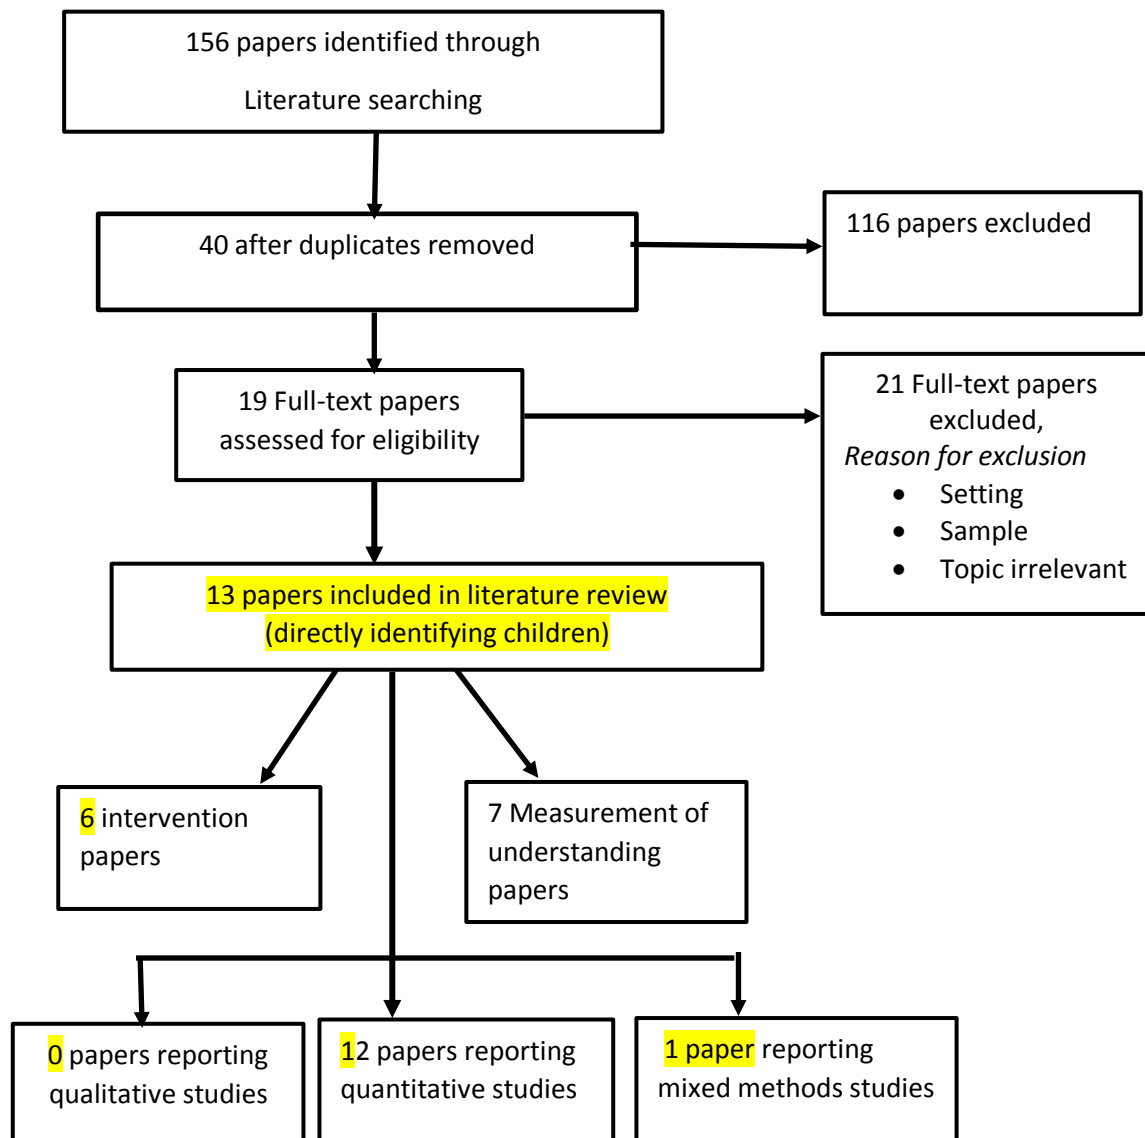 156 papers identified through
Literature searching
40 after duplicates removed
116 papers excluded
19 Full-text papers
assessed for eligibility
21 Full-text papers
excluded,
Reason for exclusion
• Setting
• Sample
• Topic irrelevant
13 papers included in literature review
(directly identifying children)
6 intervention
papers
7 Measurement of
understanding
papers
0 papers reporting
qualitative studies
12 papers reporting
quantitative studies
1 paper reporting
mixed methods studies